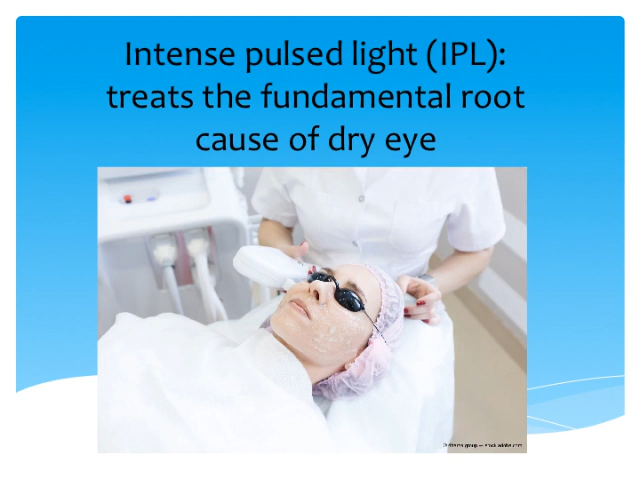 Intense pulsed light (IPL):
treats the fundamental root
cause of dry eye